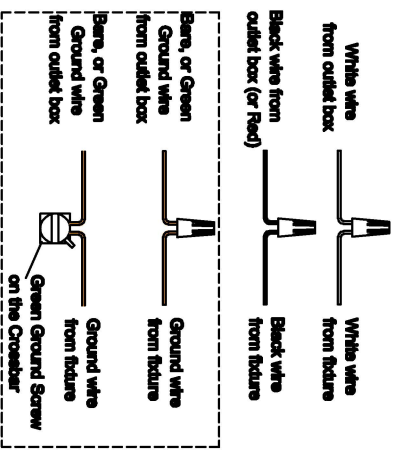 White wire
from outlet box
White wire
from fixture
Black wire from
outlet box (or Red)
Black wire
from fixture
Bare, or Green
Ground wire
from outlet box
Ground wire
from fixture
Bare, or Green
Ground wire
from outlet box
Ground wire
from fixture
Green Ground Screw
on the Crossbar